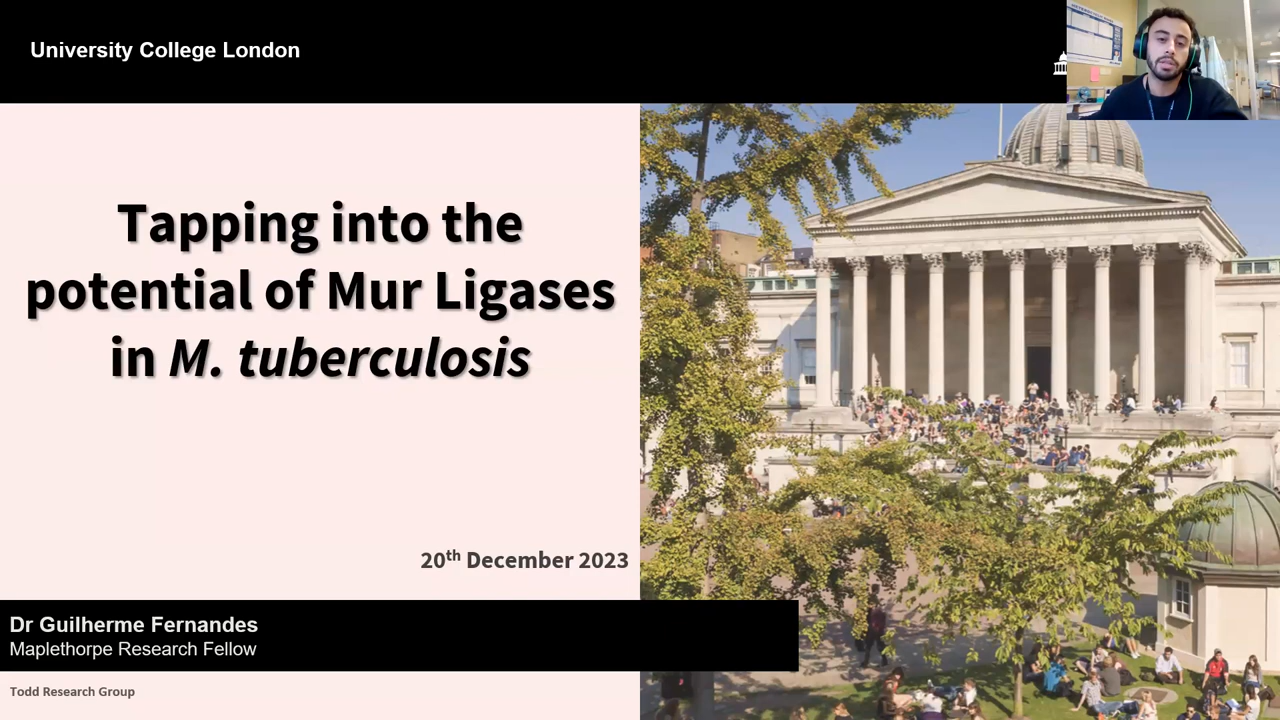 University College London
Tapping into the
potential of Mur Ligases
in M. tuberculosis
20th December 2023
Dr Guilherme Fernandes
Maplethorpe Research Fellow
Todd Research Group